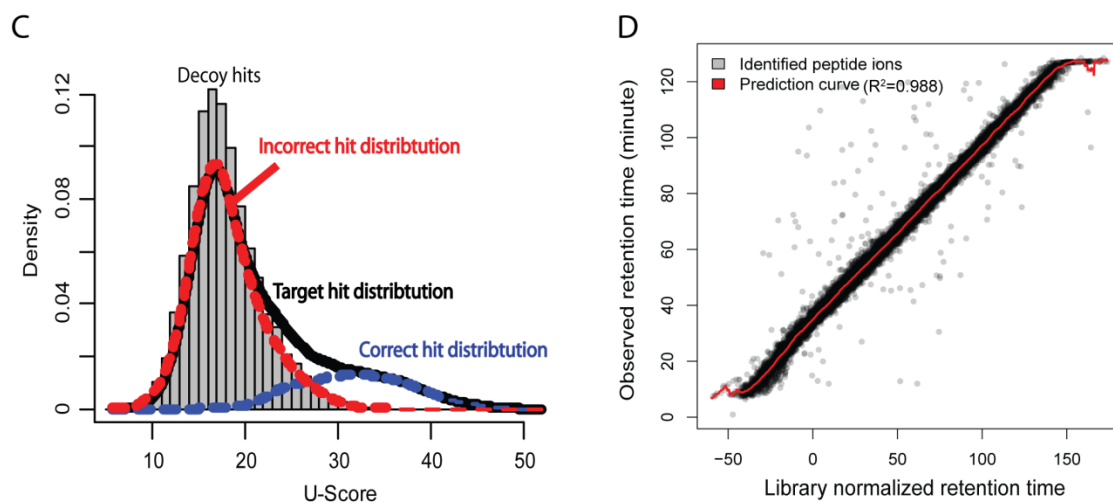 C
Decoy hits
Incorrect hit distribtution
Target hit distribtution
Correct hit distribtution
Density
0
0.04
0.08
0.12
10
20
30
40
50
U-Score
D
Identified peptide ions
Prediction curve (R²=0.988)
Observed retention time (minute)
0
20
40
60
80
100
120
−50
0
50
100
150
Library normalized retention time